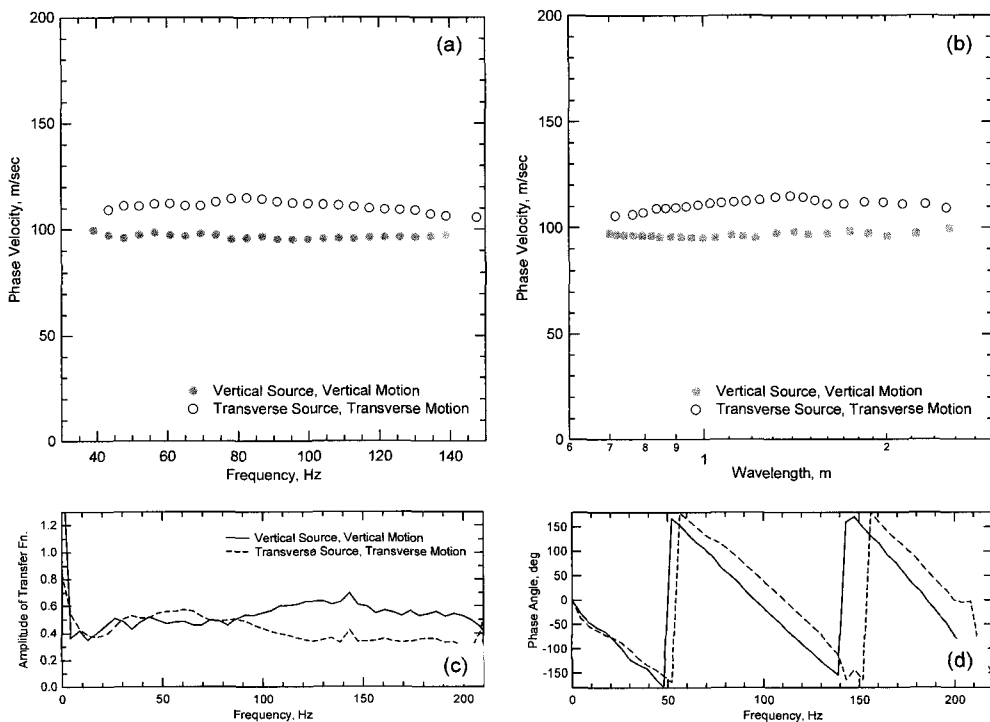 (a)
200
150
100
50
0
Phase Velocity, m/sec
Vertical Source, Vertical Motion
Transverse Source, Transverse Motion
40 60 80 100 120 140
Frequency, Hz
(b)
200
150
100
50
0
Phase Velocity, m/sec
Vertical Source, Vertical Motion
Transverse Source, Transverse Motion
6 7 8 9 1 2
Wavelength, m
1.2
1.0
0.8
0.6
0.4
0.2
0.0
Amplitude of Transfer Fn.
Vertical Source, Vertical Motion
Transverse Source, Transverse Motion
(c)
0 50 100 150 200
Frequency, Hz
150
100
50
0
-50
-100
-150
Phase Angle, deg
(d)
0 50 100 150 200
Frequency, Hz